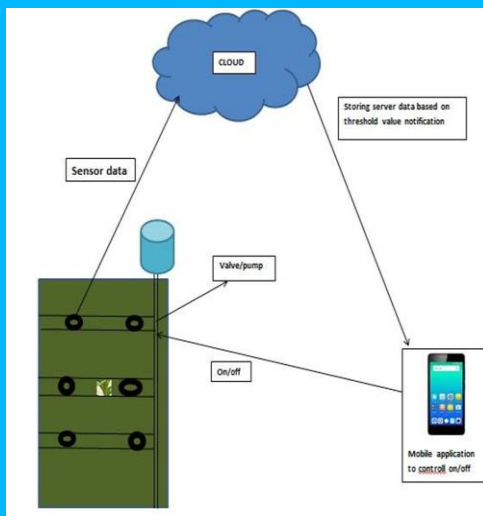 CLOUD
Storing server data based on
threshold value notification
Sensor data
Valve/pump
On/off
Mobile application
to controll on/off